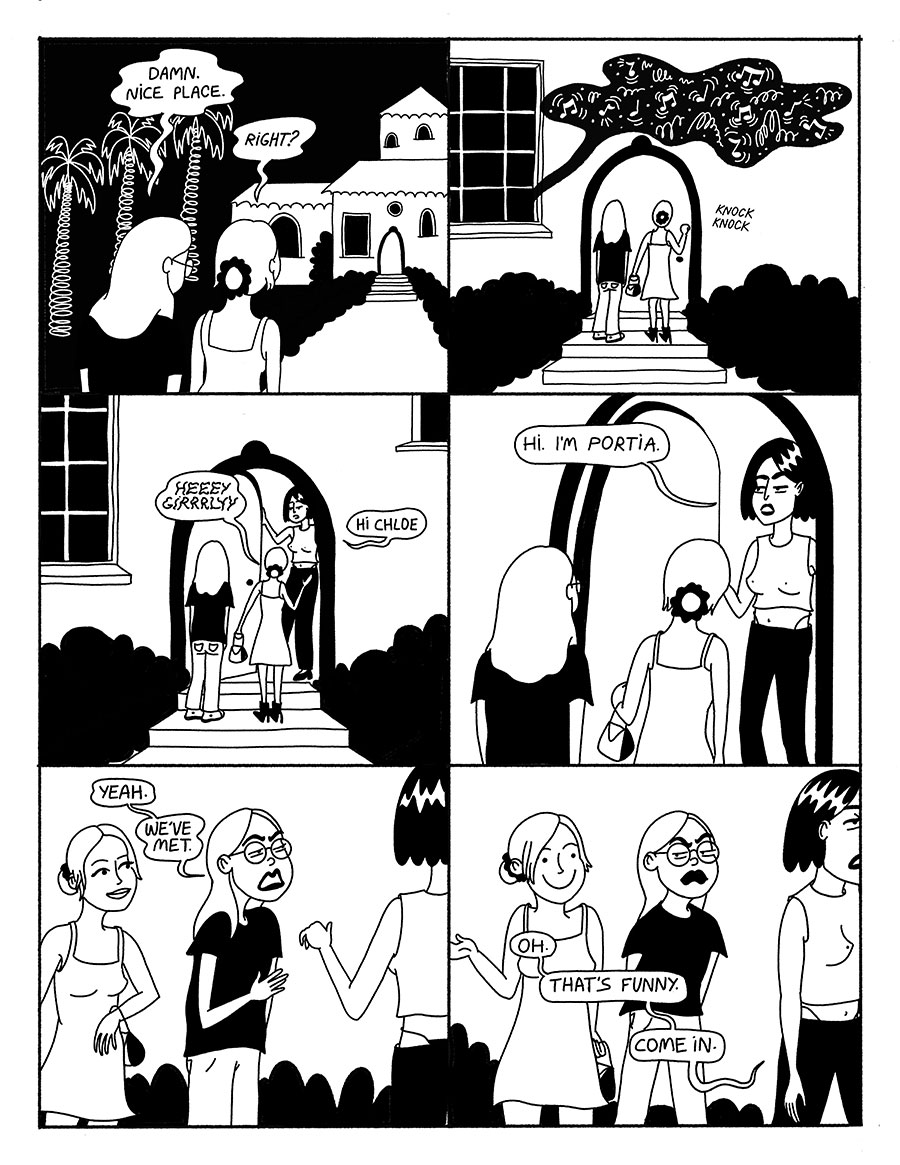 DAMN.
NICE PLACE.
RIGHT?
KNOCK
KNOCK
HEEEY
GIRRRLYY
HI CHLOE
HI. I'M PORTIA.
YEAH.
WE'VE
MET.
OH.
THAT'S FUNNY.
COME IN.